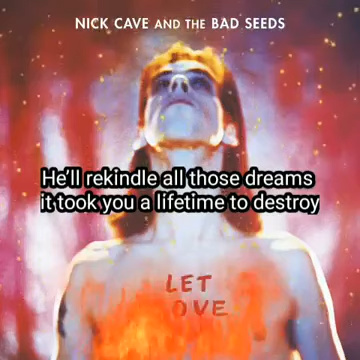 NICK CAVE AND THE BAD SEEDS
He'll rekindle all those dreams
it took you a lifetime to destroy
LET
OVE